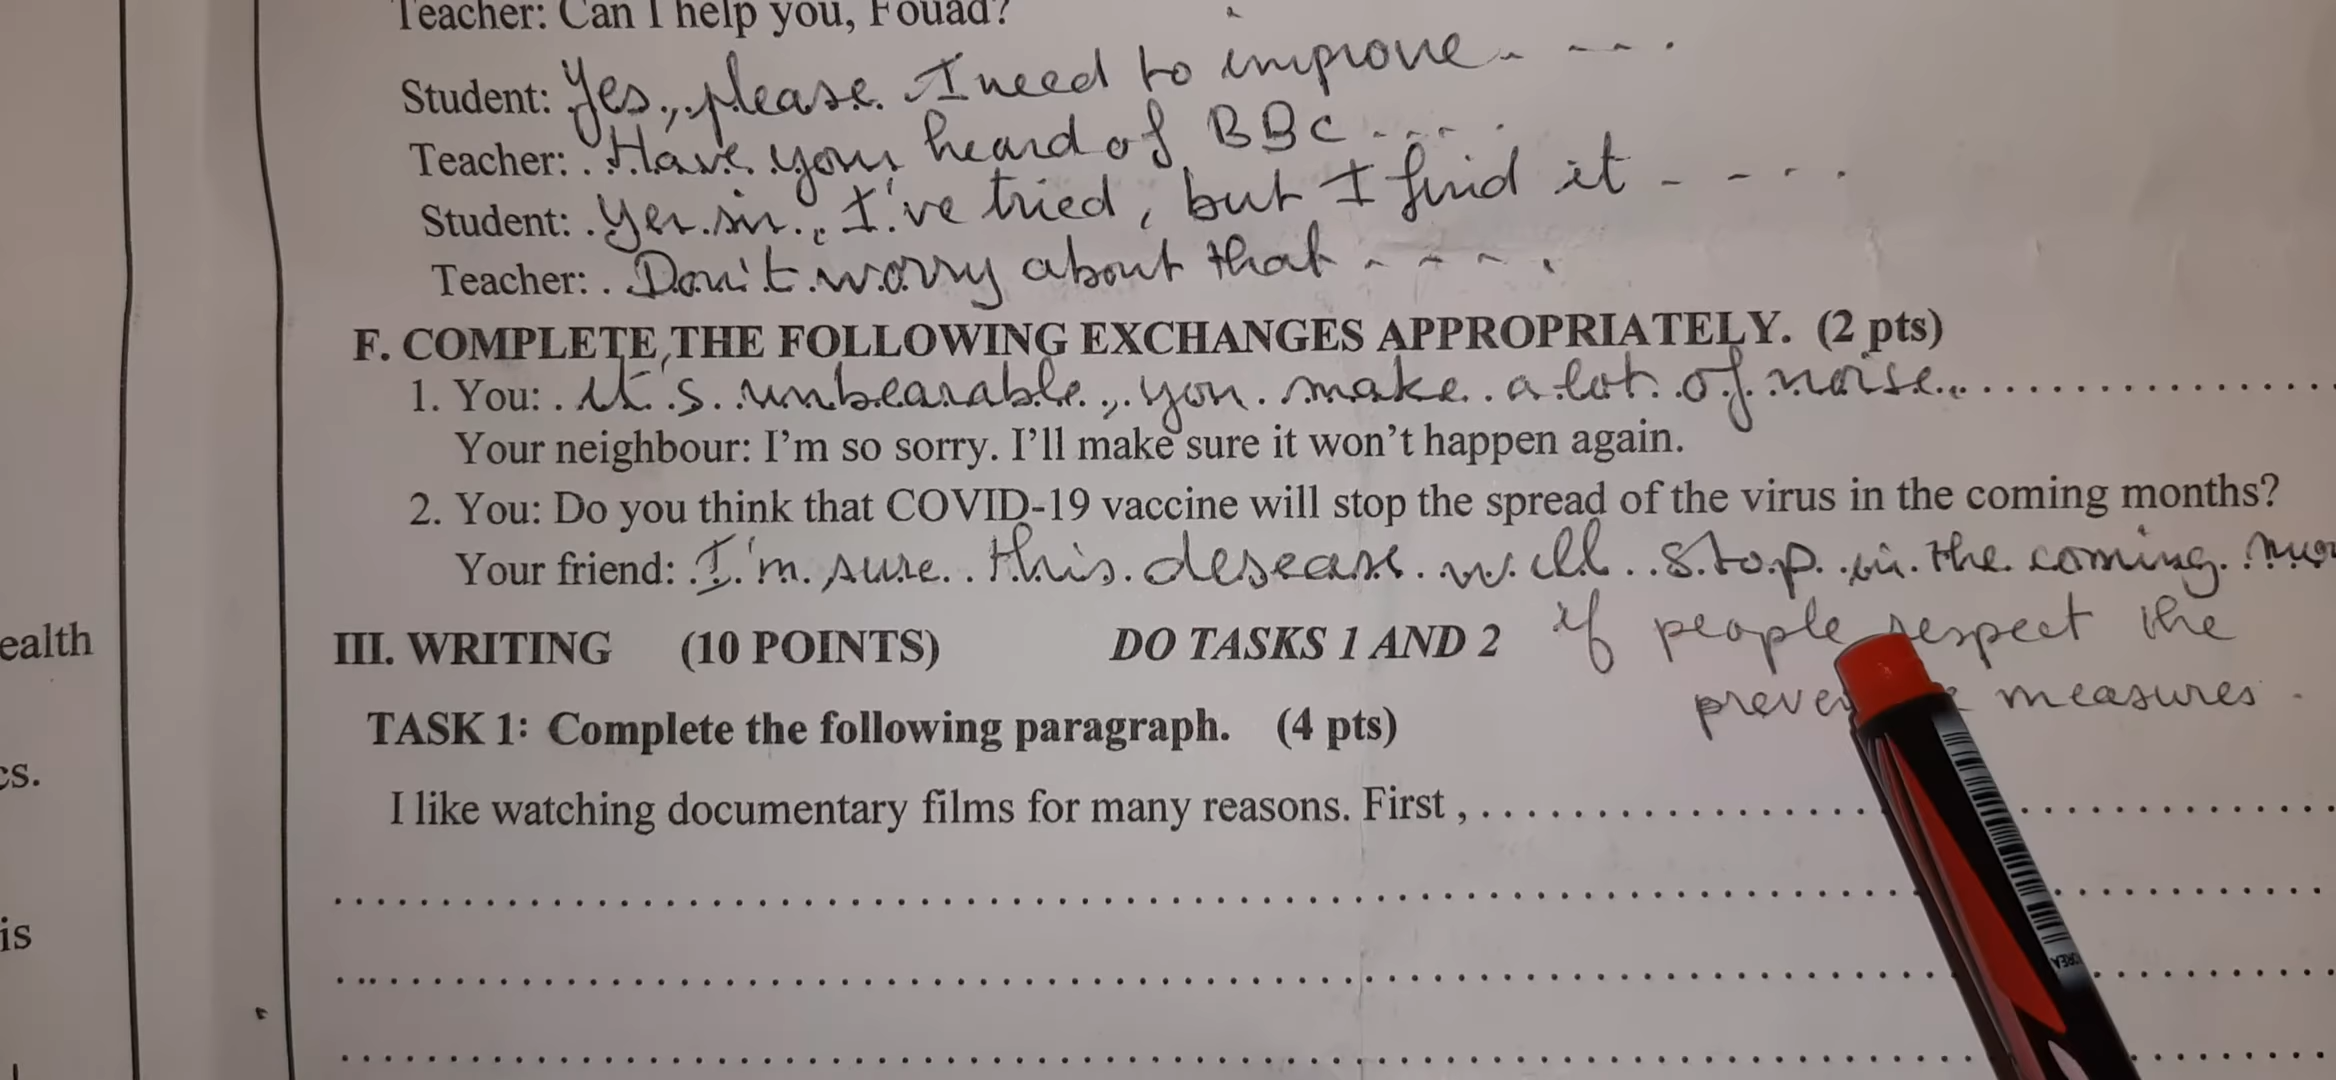 Teacher: Can I help you, Fouad?
Student: Yes, please. I need to improve - - - .
Teacher: . Have you heard of BBC - - - .
Student: . Yes sir, I've tried, but I find it - - - .
Teacher: . Don't worry about that - - - .
F. COMPLETE THE FOLLOWING EXCHANGES APPROPRIATELY. (2 pts)
1. You: . it's unbearable, you make a lot of noise..............
Your neighbour: I'm so sorry. I'll make sure it won't happen again.
2. You: Do you think that COVID-19 vaccine will stop the spread of the virus in the coming months?
Your friend: . I'm sure this desease will stop in the coming
if people respect the
III. WRITING (10 POINTS) DO TASKS 1 AND 2
measures.
TASK 1: Complete the following paragraph. (4 pts)
I like watching documentary films for many reasons. First , ..............................
ealth
cs.
is